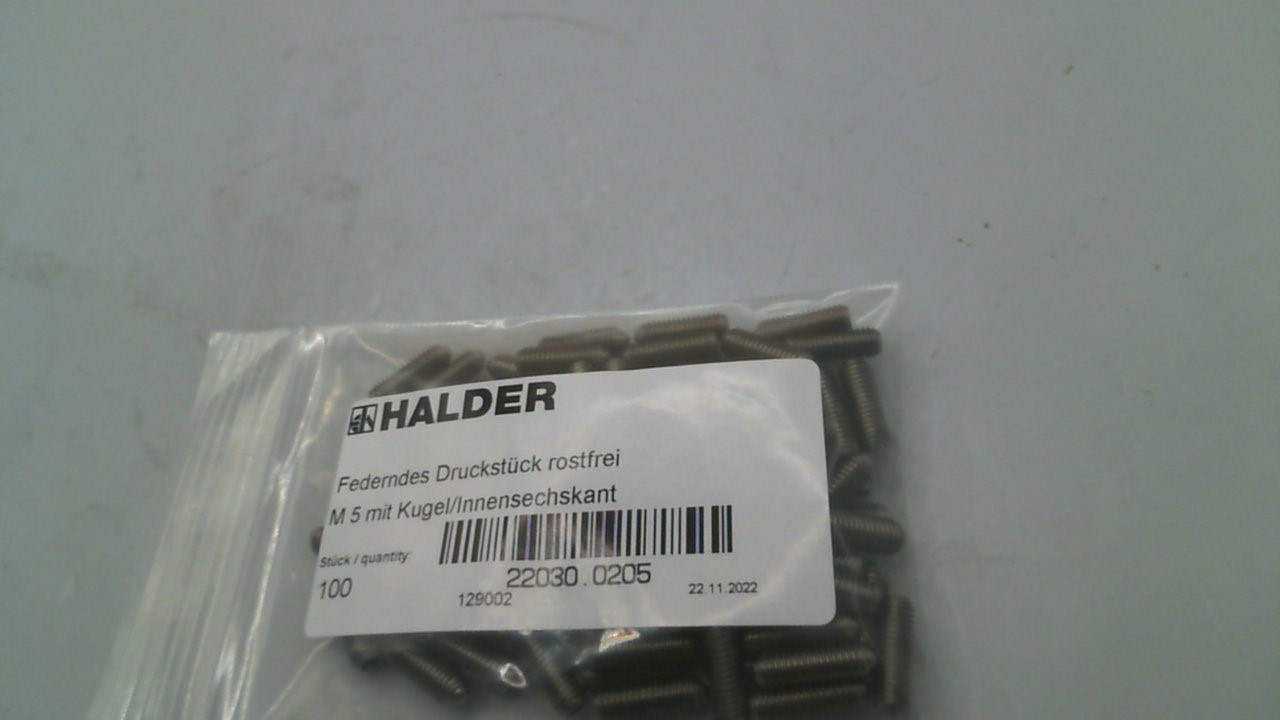 HALDER
Federndes Druckstück rostfrei
M 5 mit Kugel/Innensechskant
Stück / quantity:
100
22030.0205
129002
22.11.2022